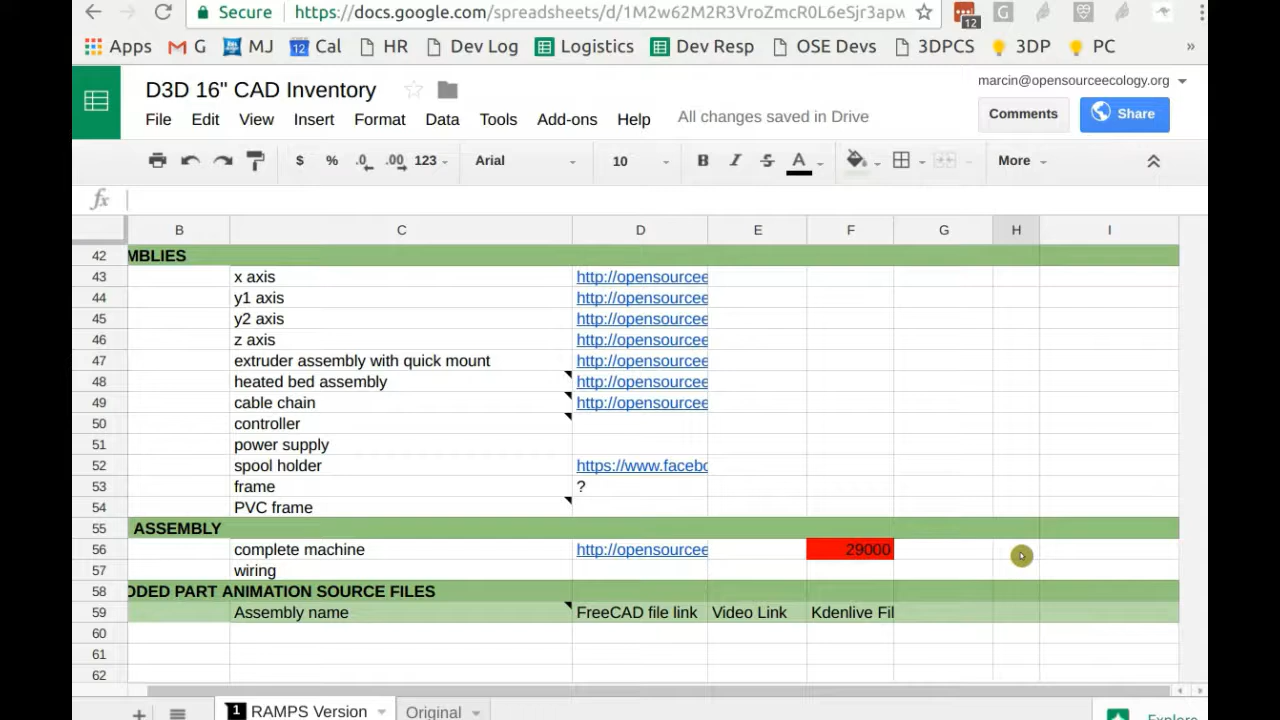 Secure https://docs.google.com/spreadsheets/d/1M2w62M2R3VroZmcR0L6eSjr3apw
12
Apps G MJ 12 Cal HR Dev Log Logistics Dev Resp OSE Devs 3DPCS 3DP PC »
marcin@opensourceecology.org
D3D 16" CAD Inventory
Comments Share
File Edit View Insert Format Data Tools Add-ons Help All changes saved in Drive
$ % .0 .00 123 Arial 10 B I S A More
fx
B C D E F G H I
42 MBLIES
43 x axis http://opensourcee
44 y1 axis http://opensourcee
45 y2 axis http://opensourcee
46 z axis http://opensourcee
47 extruder assembly with quick mount http://opensourcee
48 heated bed assembly http://opensourcee
49 cable chain http://opensourcee
50 controller
51 power supply
52 spool holder https://www.facebo
53 frame ?
54 PVC frame
55 ASSEMBLY
56 complete machine http://opensourcee 29000
57 wiring
58 DDED PART ANIMATION SOURCE FILES
59 Assembly name FreeCAD file link Video Link Kdenlive Fil
60
61
62
+ 1 RAMPS Version Original Explore